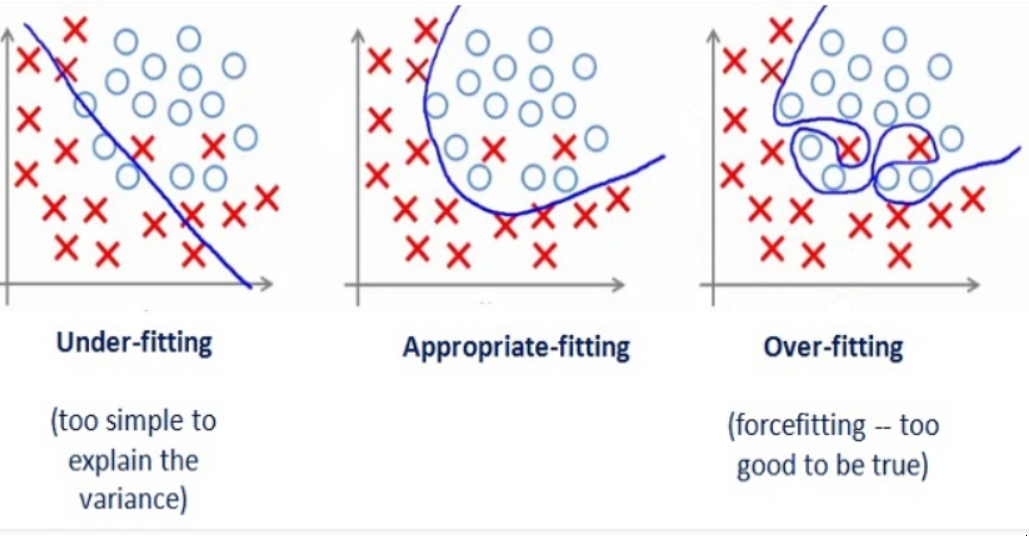 Under-fitting
Appropriate-fitting
Over-fitting
(too simple to
explain the
variance)
(forcefitting -- too
good to be true)